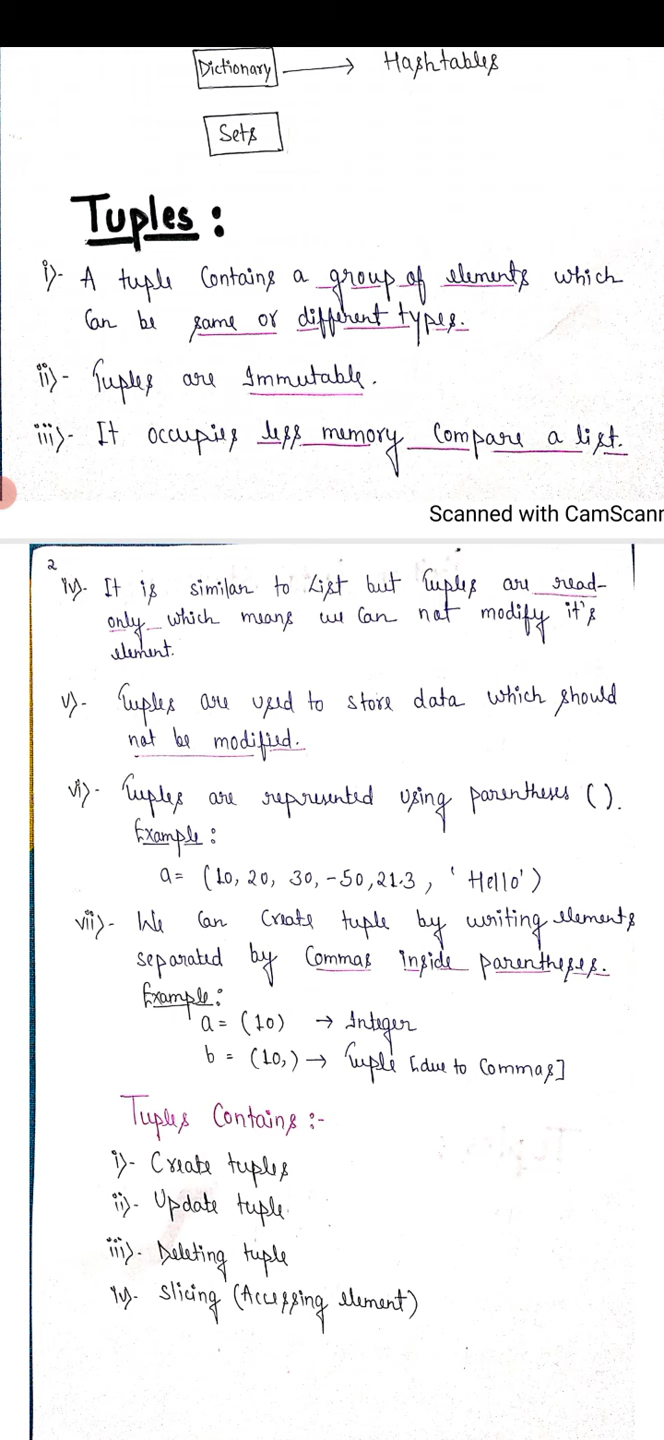 Dictionary → Hashtables
Sets
Tuples :
i)- A tuple Contains a group of elements which
Can be same or different types.
ii)- Tuples are Immutable.
iii)- It occupies less memory Compare a list.
Scanned with CamScanr
2
iv)- It is similar to List but Tuples are read-
only which means we Can not modify it's
element.
v)- Tuples are used to store data which should
not be modified.
vi)- Tuples are represented using parentheses ( ).
Example :
a = (10, 20, 30, -50, 21.3, 'Hello')
vii)- We Can Create tuple by writing elements
separated by Commas inside parentheses.
Example :
a = (10) → Integer
b = (10,) → Tuple [due to Commas]
Tuples Contains :-
i)- Create tuples
ii)- Update tuple
iii)- Deleting tuple
iv)- Slicing (Accessing element)